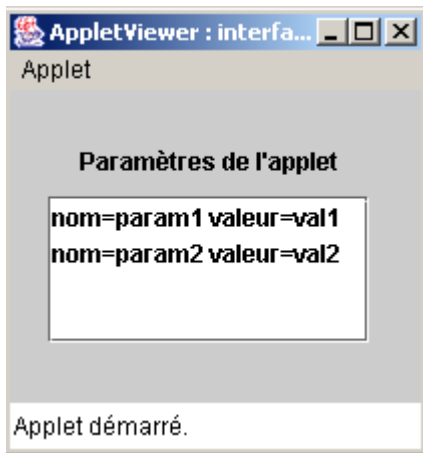 AppletViewer : interfa...
Applet
Paramètres de l'applet
nom=param1 valeur=val1
nom=param2 valeur=val2
Applet démarré.